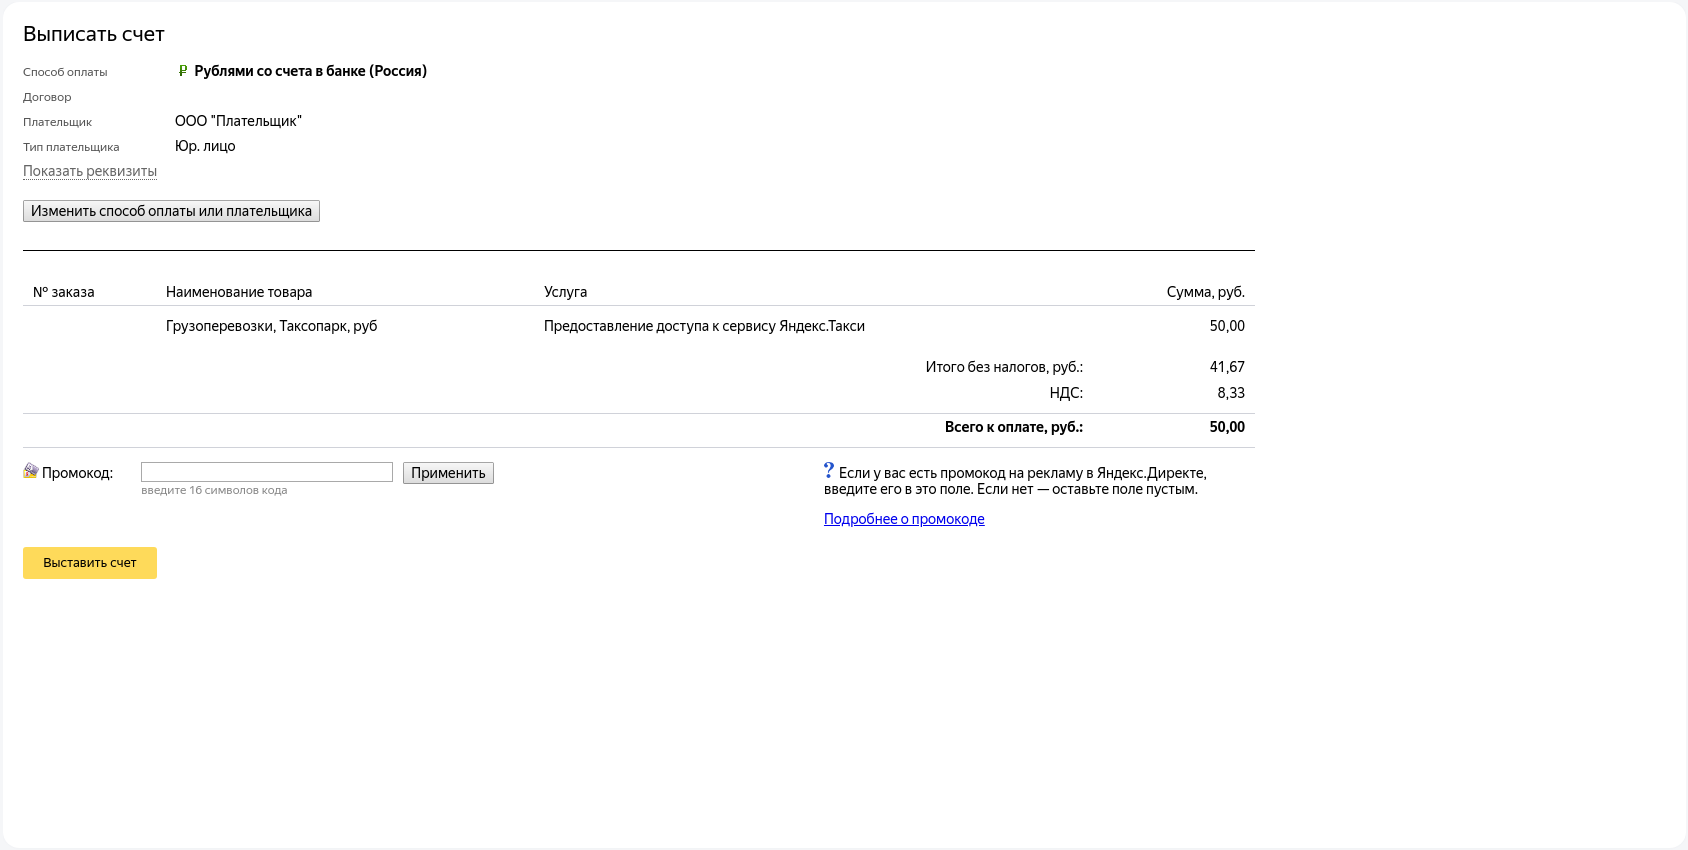 Выписать счет
Способ оплаты ₽ Рублями со счета в банке (Россия)
Договор
Плательщик ООО "Плательщик"
Тип плательщика Юр. лицо
Показать реквизиты
Изменить способ оплаты или плательщика
№ заказа Наименование товара Услуга Сумма, руб.
Грузоперевозки, Таксопарк, руб Предоставление доступа к сервису Яндекс.Такси 50,00
Итого без налогов, руб.: 41,67
НДС: 8,33
Всего к оплате, руб.: 50,00
Промокод: Применить
введите 16 символов кода
? Если у вас есть промокод на рекламу в Яндекс.Директе,
введите его в это поле. Если нет — оставьте поле пустым.
Подробнее о промокоде
Выставить счет